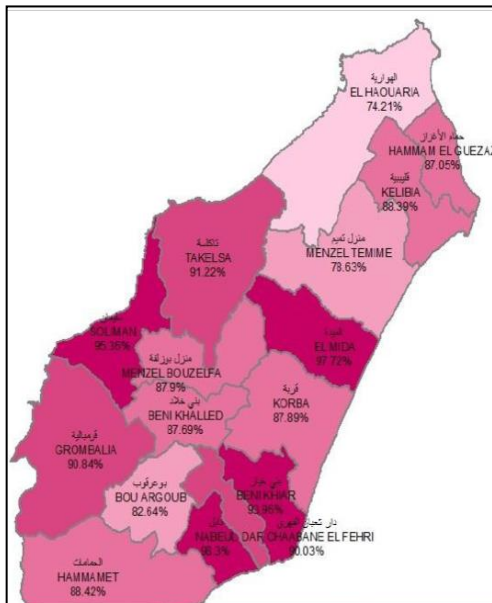 الهوارية
EL HAOUARIA
74.21%
حمام الأغزاز
HAMMAM EL GUEZAZ
87.05%
قليبية
KELIBIA
88.39%
منزل تميم
MENZEL TEMIME
78.63%
تاكلسة
TAKELSA
91.22%
سليمان
SOLIMAN
95.35%
الميدة
EL MIDA
97.72%
منزل بوزلفة
MENZEL BOUZELFA
87.9%
قربة
KORBA
87.89%
بني خلاد
BENI KHALLED
87.69%
قرمبالية
GROMBALIA
90.84%
بوعرقوب
BOU ARGOUB
82.64%
بني خيار
BENI KHIAR
93.96%
نابل
NABEUL
96.3%
دار شعبان الفهري
DAR CHAABANE EL FEHRI
90.03%
الحمامات
HAMMAMET
88.42%